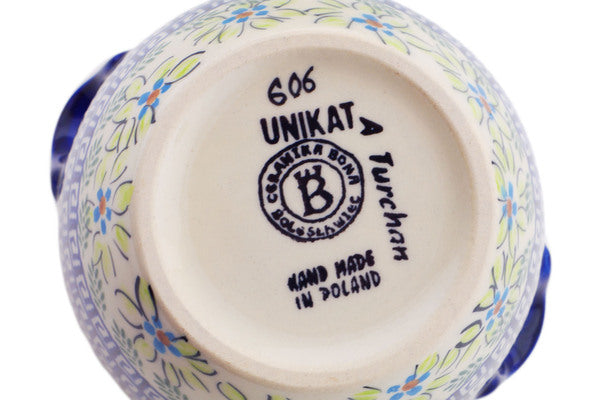 606
UNIKAT
A Turchan
CERAMIKA BONA
B
BOLESŁAWIEC
HAND MADE
IN POLAND